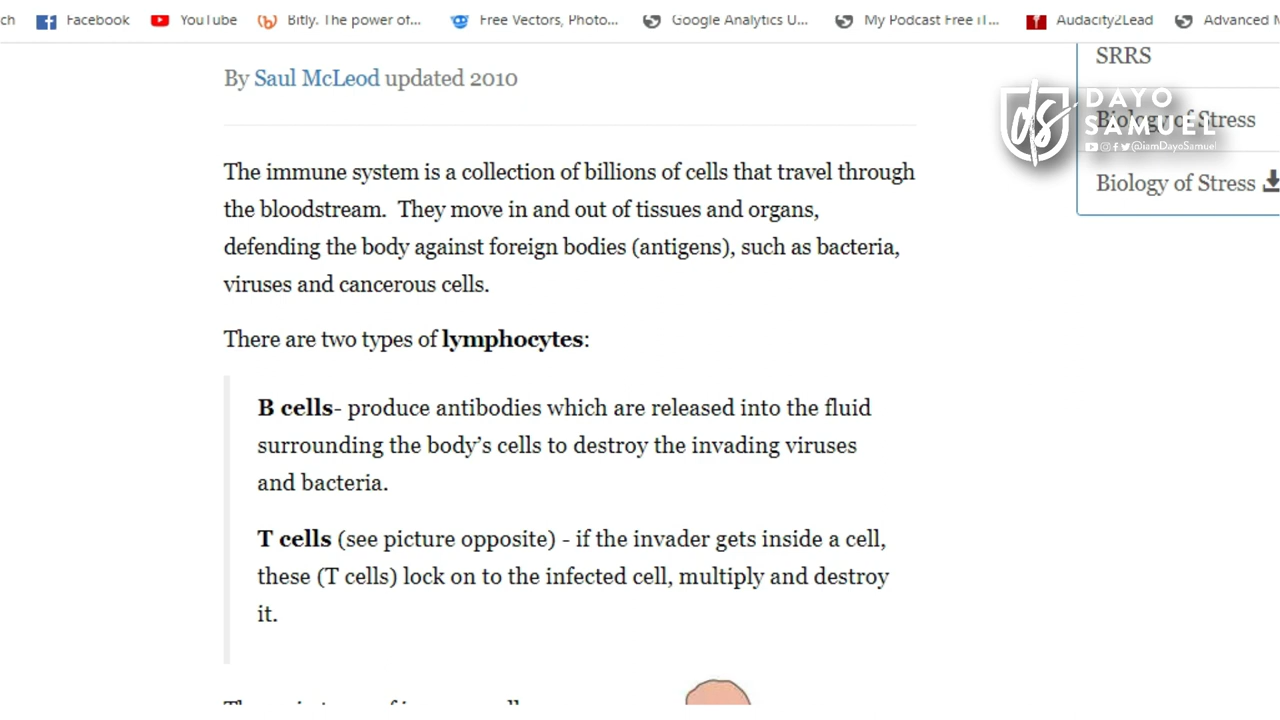 ch Facebook YouTube Bitly. The power of... Free Vectors, Photo... Google Analytics U... My Podcast Free iT... Audacity2Lead Advanced M
By Saul McLeod updated 2010
SRRS
Biology of Stress
Biology of Stress
DAYO
SAMUEL
@iamDayoSamuel
The immune system is a collection of billions of cells that travel through
the bloodstream. They move in and out of tissues and organs,
defending the body against foreign bodies (antigens), such as bacteria,
viruses and cancerous cells.
There are two types of lymphocytes:
B cells- produce antibodies which are released into the fluid
surrounding the body’s cells to destroy the invading viruses
and bacteria.
T cells (see picture opposite) - if the invader gets inside a cell,
these (T cells) lock on to the infected cell, multiply and destroy
it.